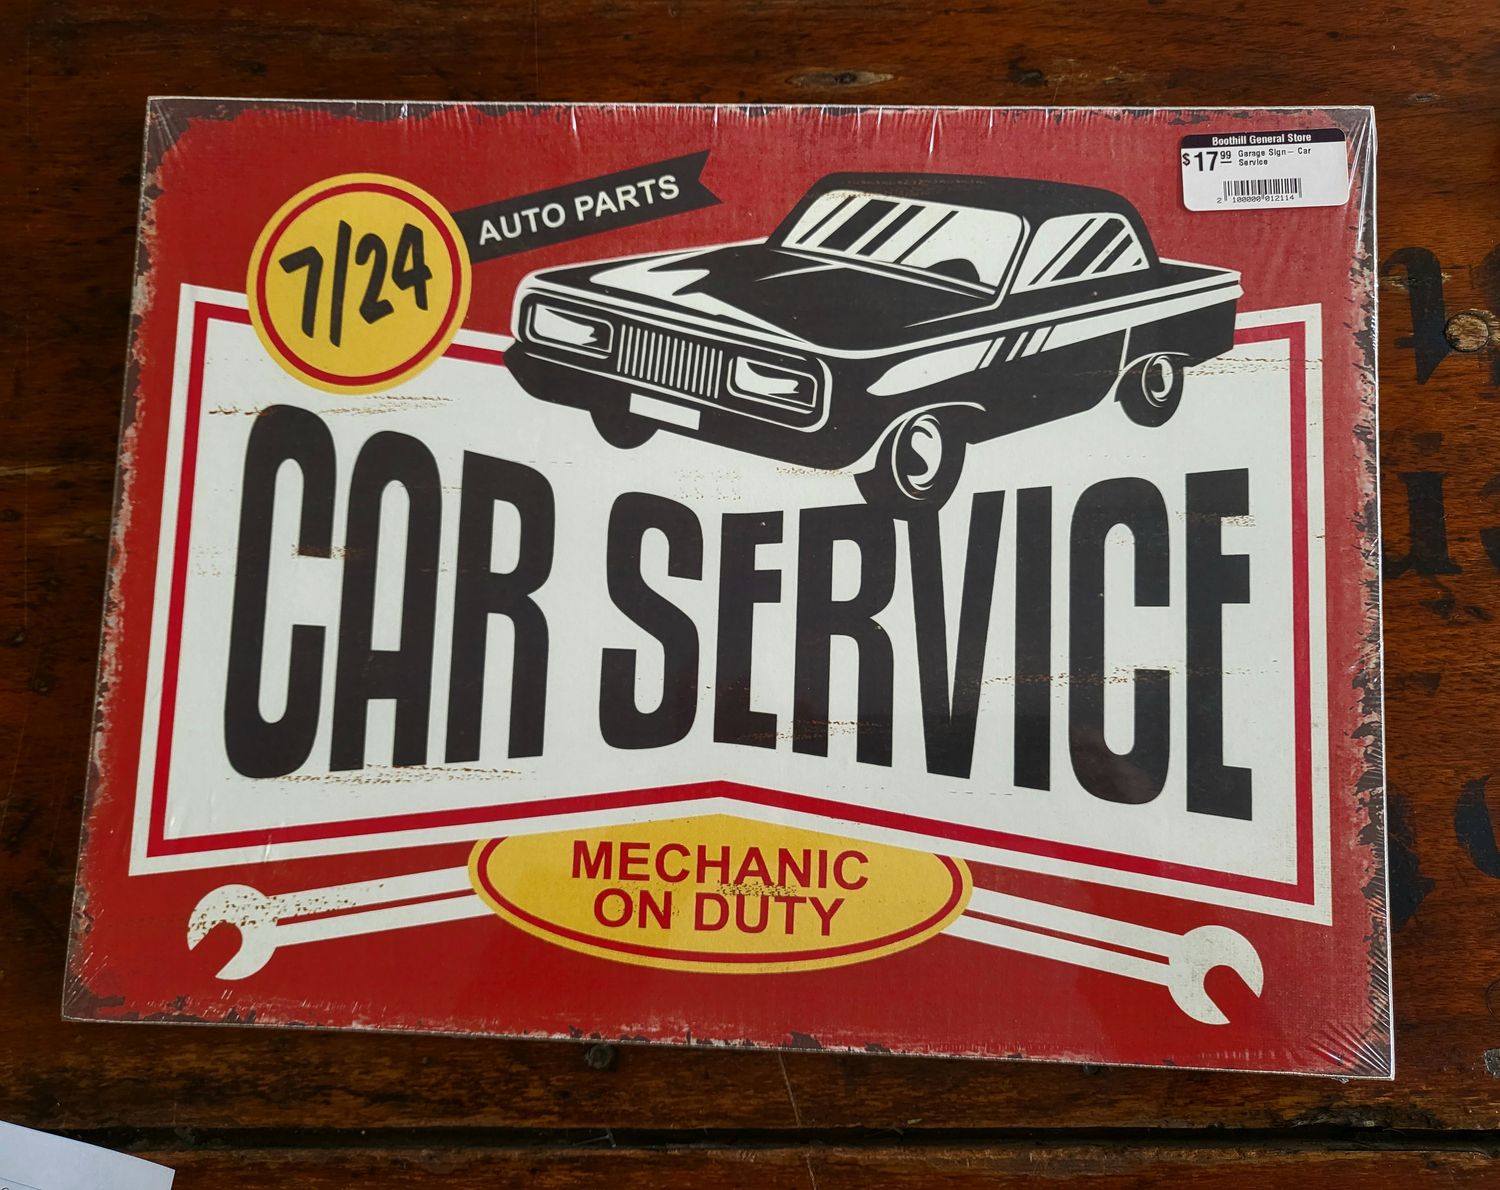 Boothill General Store
$17.99 Garage Sign - Car
Service
2 100000 012114
7/24
AUTO PARTS
CAR SERVICE
MECHANIC
ON DUTY